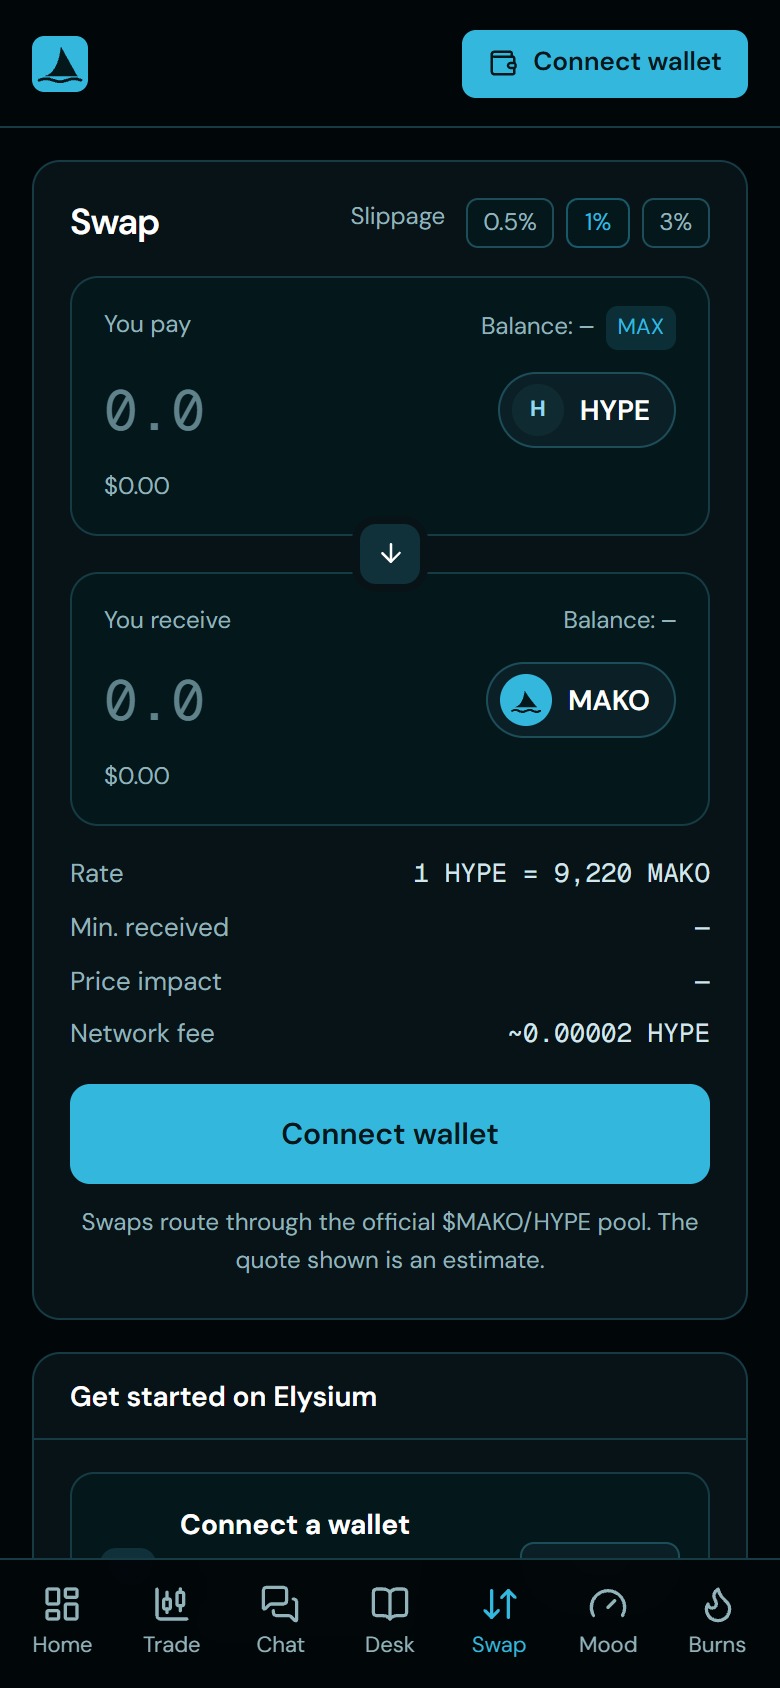 Connect wallet
Swap
Slippage 0.5% 1% 3%
You pay Balance: – MAX
0.0 H HYPE
$0.00
You receive Balance: –
0.0 MAKO
$0.00
Rate 1 HYPE = 9,220 MAKO
Min. received –
Price impact –
Network fee ~0.00002 HYPE
Connect wallet
Swaps route through the official $MAKO/HYPE pool. The
quote shown is an estimate.
Get started on Elysium
Connect a wallet
Home Trade Chat Desk Swap Mood Burns